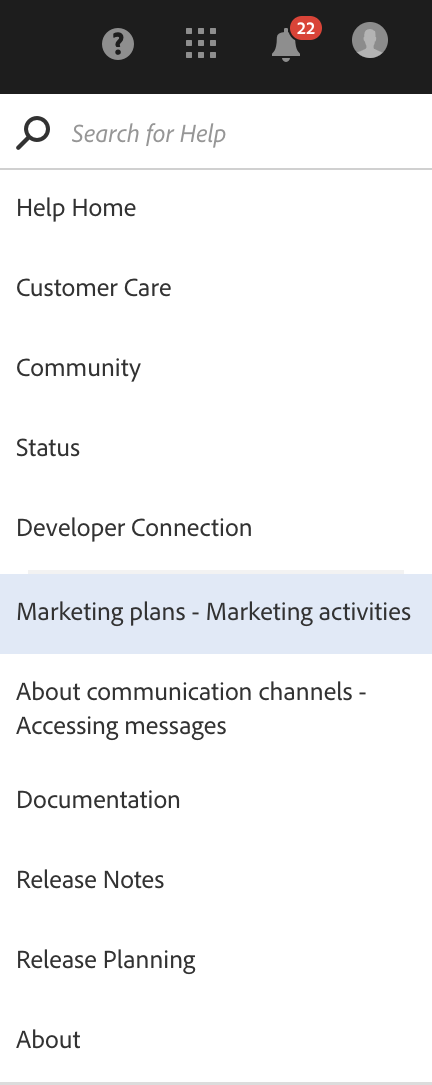 ?
22
Search for Help
Help Home
Customer Care
Community
Status
Developer Connection
Marketing plans - Marketing activities
About communication channels -
Accessing messages
Documentation
Release Notes
Release Planning
About